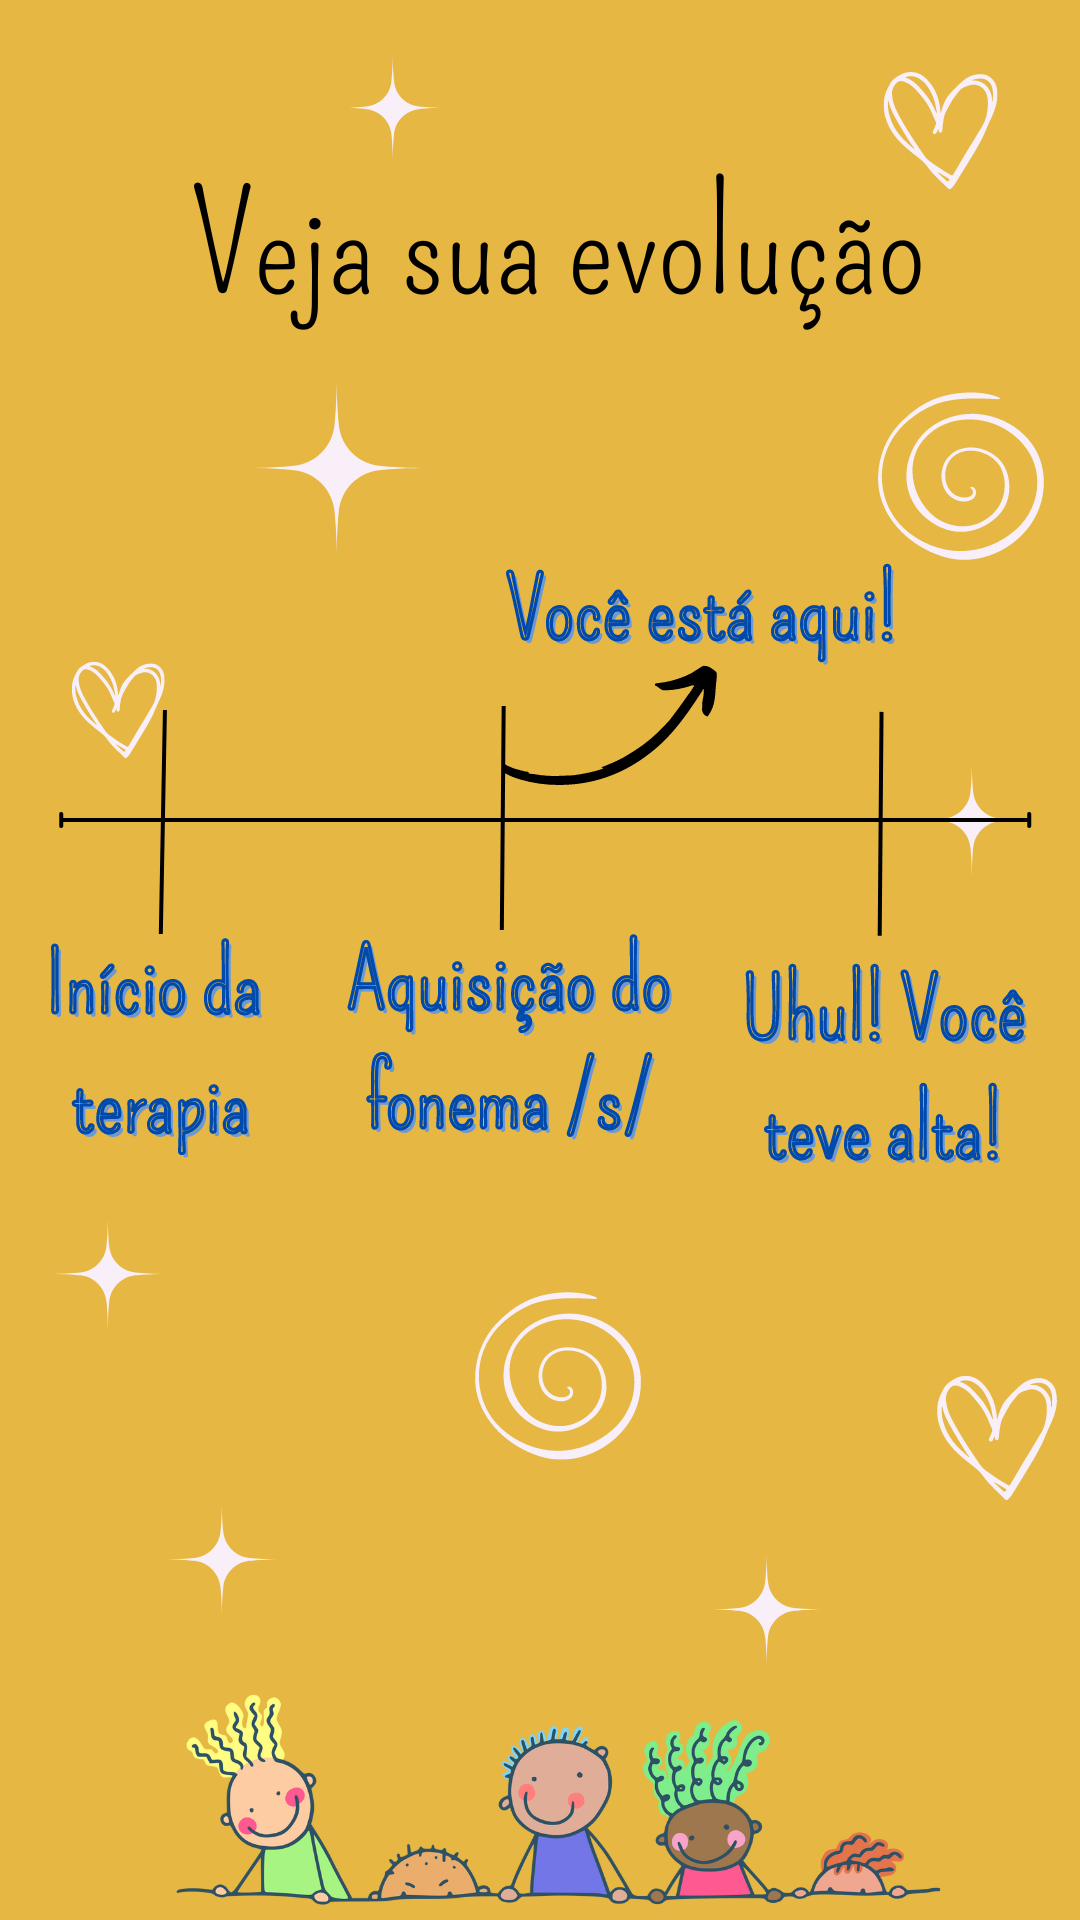 Veja sua evolução
Você está aqui!
Início da
terapia
Aquisição do
fonema /s/
Uhul! Você
teve alta!